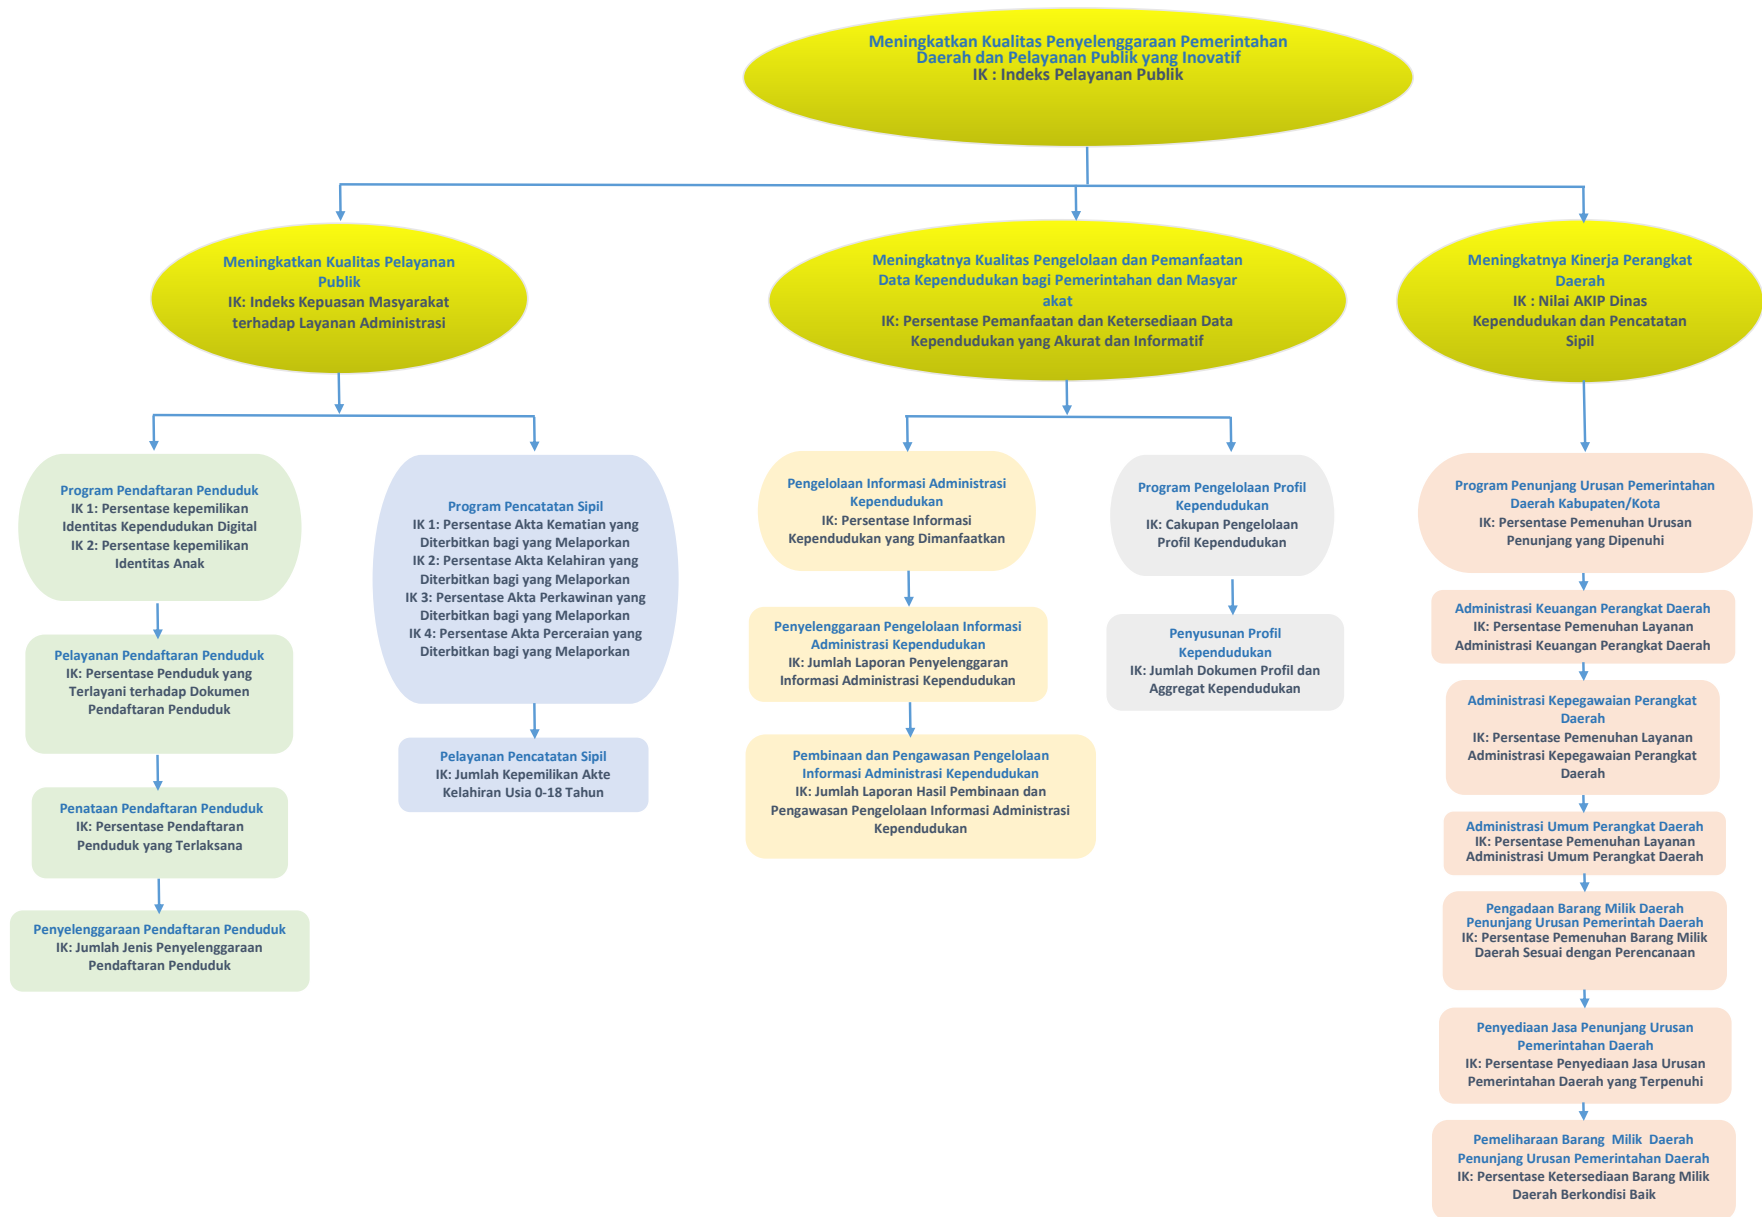 Meningkatkan Kualitas Penyelenggaraan Pemerintahan
Daerah dan Pelayanan Publik yang Inovatif
IK : Indeks Pelayanan Publik
Meningkatkan Kualitas Pelayanan
Publik
IK: Indeks Kepuasan Masyarakat
terhadap Layanan Administrasi
Meningkatnya Kualitas Pengelolaan dan Pemanfaatan
Data Kependudukan bagi Pemerintahan dan Masyar
akat
IK: Persentase Pemanfaatan dan Ketersediaan Data
Kependudukan yang Akurat dan Informatif
Meningkatnya Kinerja Perangkat
Daerah
IK : Nilai AKIP Dinas
Kependudukan dan Pencatatan
Sipil
Program Pendaftaran Penduduk
IK 1: Persentase kepemilikan
Identitas Kependudukan Digital
IK 2: Persentase kepemilikan
Identitas Anak
Pelayanan Pendaftaran Penduduk
IK: Persentase Penduduk yang
Terlayani terhadap Dokumen
Pendaftaran Penduduk
Penataan Pendaftaran Penduduk
IK: Persentase Pendaftaran
Penduduk yang Terlaksana
Penyelenggaraan Pendaftaran Penduduk
IK: Jumlah Jenis Penyelenggaraan
Pendaftaran Penduduk
Program Pencatatan Sipil
IK 1: Persentase Akta Kematian yang
Diterbitkan bagi yang Melaporkan
IK 2: Persentase Akta Kelahiran yang
Diterbitkan bagi yang Melaporkan
IK 3: Persentase Akta Perkawinan yang
Diterbitkan bagi yang Melaporkan
IK 4: Persentase Akta Perceraian yang
Diterbitkan bagi yang Melaporkan
Pelayanan Pencatatan Sipil
IK: Jumlah Kepemilikan Akte
Kelahiran Usia 0-18 Tahun
Pengelolaan Informasi Administrasi
Kependudukan
IK: Persentase Informasi
Kependudukan yang Dimanfaatkan
Penyelenggaraan Pengelolaan Informasi
Administrasi Kependudukan
IK: Jumlah Laporan Penyelenggaran
Informasi Administrasi Kependudukan
Pembinaan dan Pengawasan Pengelolaan
Informasi Administrasi Kependudukan
IK: Jumlah Laporan Hasil Pembinaan dan
Pengawasan Pengelolaan Informasi Administrasi
Kependudukan
Program Pengelolaan Profil
Kependudukan
IK: Cakupan Pengelolaan
Profil Kependudukan
Penyusunan Profil
Kependudukan
IK: Jumlah Dokumen Profil dan
Aggregat Kependudukan
Program Penunjang Urusan Pemerintahan
Daerah Kabupaten/Kota
IK: Persentase Pemenuhan Urusan
Penunjang yang Dipenuhi
Administrasi Keuangan Perangkat Daerah
IK: Persentase Pemenuhan Layanan
Administrasi Keuangan Perangkat Daerah
Administrasi Kepegawaian Perangkat
Daerah
IK: Persentase Pemenuhan Layanan
Administrasi Kepegawaian Perangkat
Daerah
Administrasi Umum Perangkat Daerah
IK: Persentase Pemenuhan Layanan
Administrasi Umum Perangkat Daerah
Pengadaan Barang Milik Daerah
Penunjang Urusan Pemerintah Daerah
IK: Persentase Pemenuhan Barang Milik
Daerah Sesuai dengan Perencanaan
Penyediaan Jasa Penunjang Urusan
Pemerintahan Daerah
IK: Persentase Penyediaan Jasa Urusan
Pemerintahan Daerah yang Terpenuhi
Pemeliharaan Barang Milik Daerah
Penunjang Urusan Pemerintahan Daerah
IK: Persentase Ketersediaan Barang Milik
Daerah Berkondisi Baik